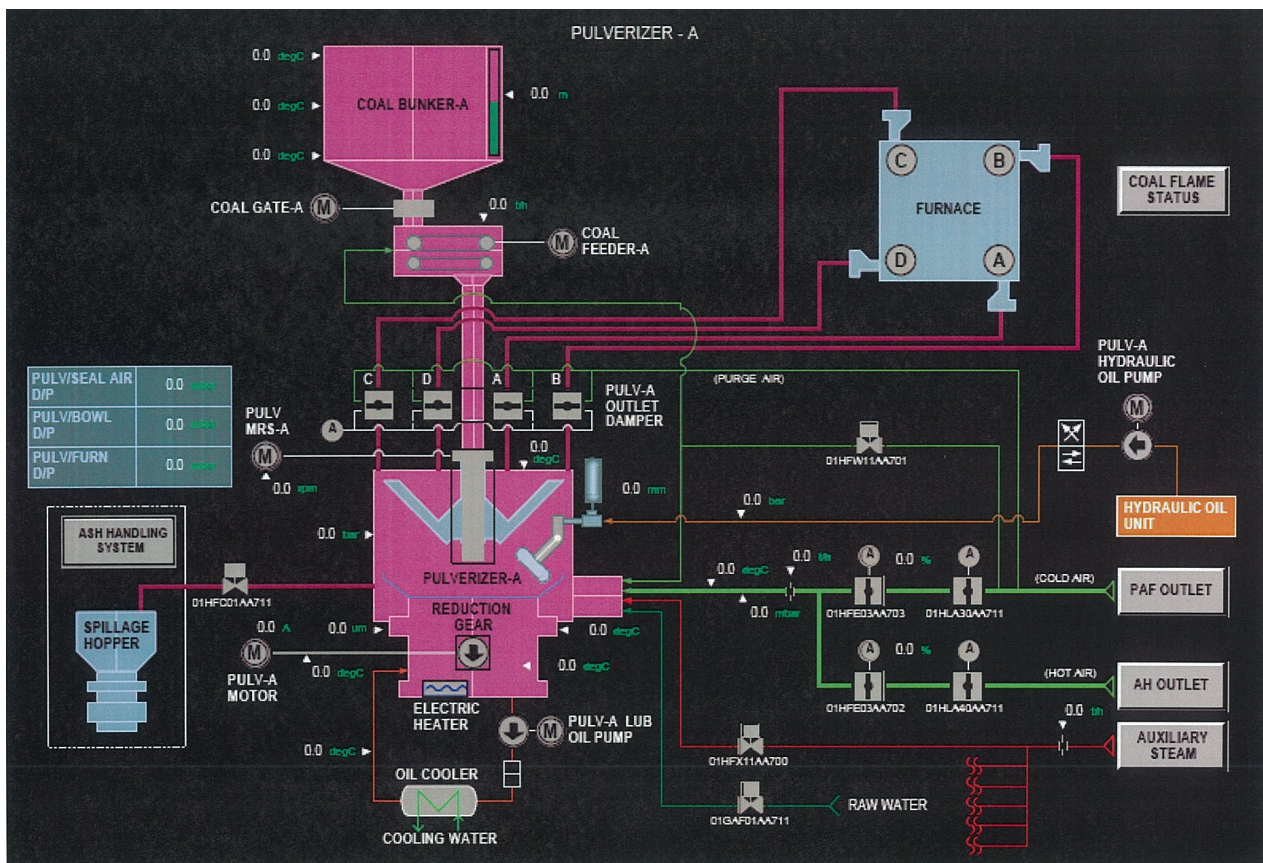 PULVERIZER - A
0.0 degC
COAL BUNKER-A
0.0 m
0.0 degC
0.0 degC
COAL GATE-A
M
0.0 t/h
M
COAL
FEEDER-A
C
B
FURNACE
D
A
COAL FLAME
STATUS
PULV/SEAL AIR
D/P
0.0 mbar
PULV/BOWL
D/P
0.0 mbar
PULV/FURN
D/P
0.0 mbar
C
D
A
B
(PURGE AIR)
PULV-A
OUTLET
DAMPER
A
PULV
MRS-A
M
0.0 rpm
0.0 degC
0.0 mm
01HFW11AA701
PULV-A
HYDRAULIC
OIL PUMP
M
0.0 bar
HYDRAULIC OIL
UNIT
ASH HANDLING
SYSTEM
0.0 bar
PULVERIZER-A
01HFC01AA711
SPILLAGE
HOPPER
0.0 degC
0.0 t/h
0.0 mbar
A
0.0 %
A
(COLD AIR)
PAF OUTLET
01HFE03AA703
01HLA30AA711
REDUCTION
GEAR
0.0 A
0.0 um
0.0 degC
M
PULV-A
MOTOR
0.0 degC
0.0 degC
A
0.0 %
A
(HOT AIR)
AH OUTLET
01HFE03AA702
01HLA40AA711
ELECTRIC
HEATER
M
PULV-A LUB
OIL PUMP
0.0 degC
0.0 t/h
AUXILIARY
STEAM
01HFX11AA700
OIL COOLER
RAW WATER
01GAF01AA711
COOLING WATER